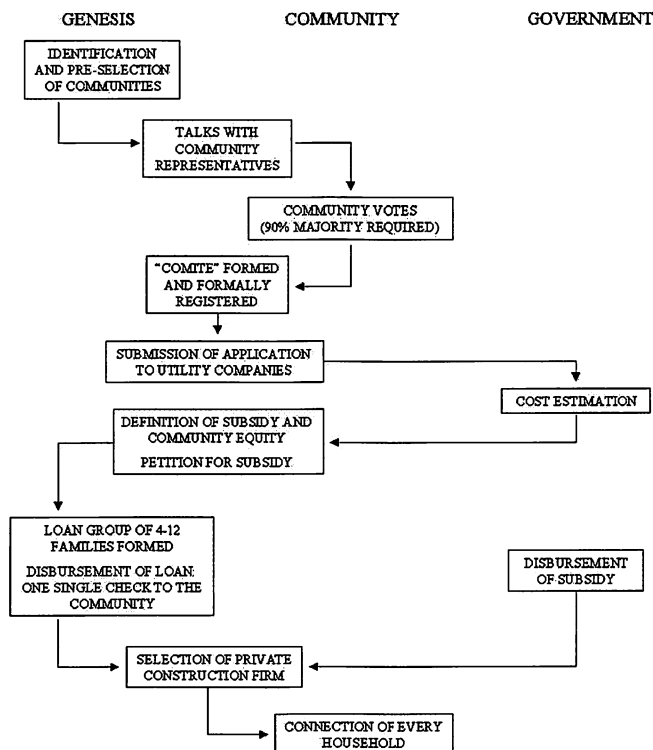 GENESIS
COMMUNITY
GOVERNMENT
IDENTIFICATION
AND PRE-SELECTION
OF COMMUNITIES
TALKS WITH
COMMUNITY
REPRESENTATIVES
COMMUNITY VOTES
(90% MAJORITY REQUIRED)
"COMITE" FORMED
AND FORMALLY
REGISTERED
SUBMISSION OF APPLICATION
TO UTILITY COMPANIES
COST ESTIMATION
DEFINITION OF SUBSIDY AND
COMMUNITY EQUITY
PETITION FOR SUBSIDY
LOAN GROUP OF 4-12
FAMILIES FORMED
DISBURSEMENT OF LOAN:
ONE SINGLE CHECK TO THE
COMMUNITY
DISBURSEMENT
OF SUBSIDY
SELECTION OF PRIVATE
CONSTRUCTION FIRM
CONNECTION OF EVERY
HOUSEHOLD